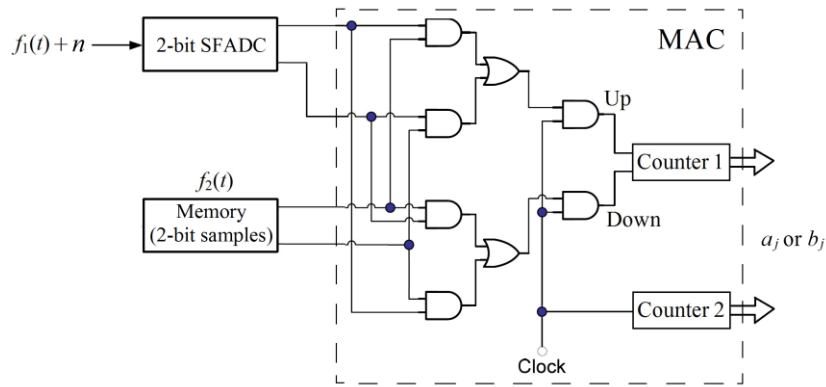 MAC
f₁(t) + n
2-bit SFADC
Up
Counter 1
f₂(t)
Memory
(2-bit samples)
Down
aⱼ or bⱼ
Counter 2
Clock